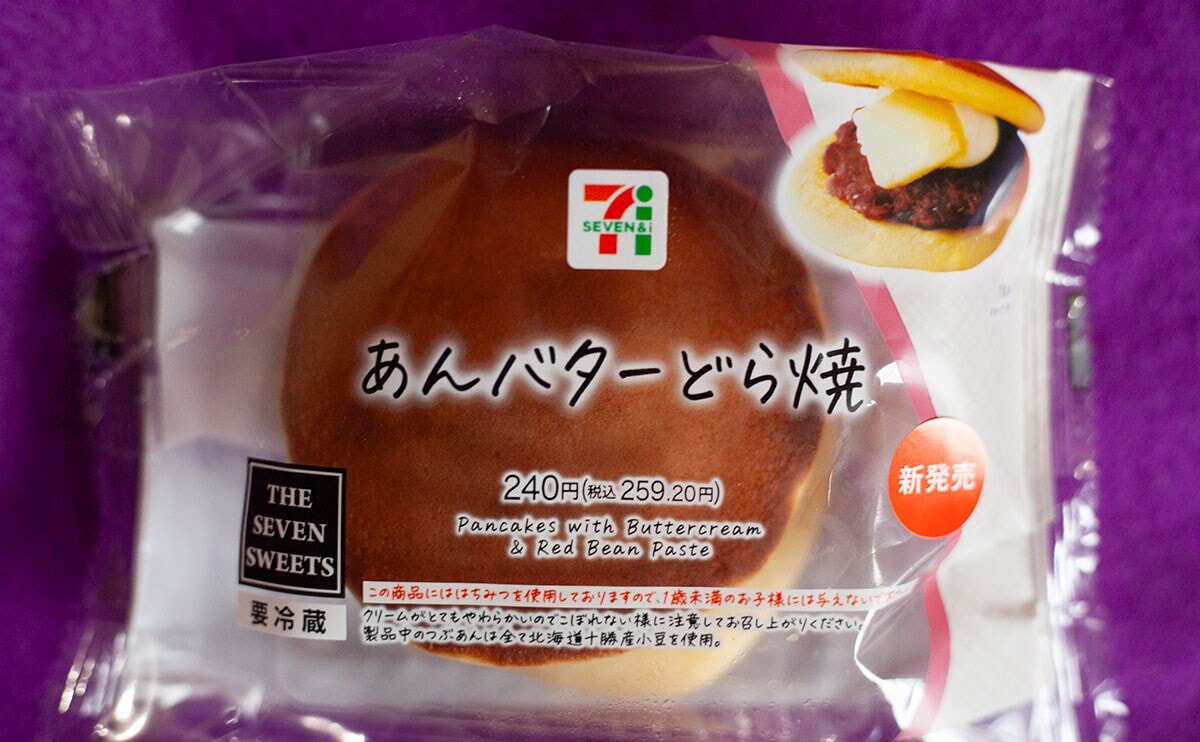 7i
SEVEN&i
あんバターどら焼
240円(税込 259.20円)
Pancakes with Buttercream
& Red Bean Paste
新発売
THE
SEVEN
SWEETS
要冷蔵
この商品にははちみつを使用しておりますので、1歳未満のお子様には与えないで
クリームがとてもやわらかいのでこぼれない様に注意してお召し上がりください。
製品中のつぶあんは全て北海道十勝産小豆を使用。